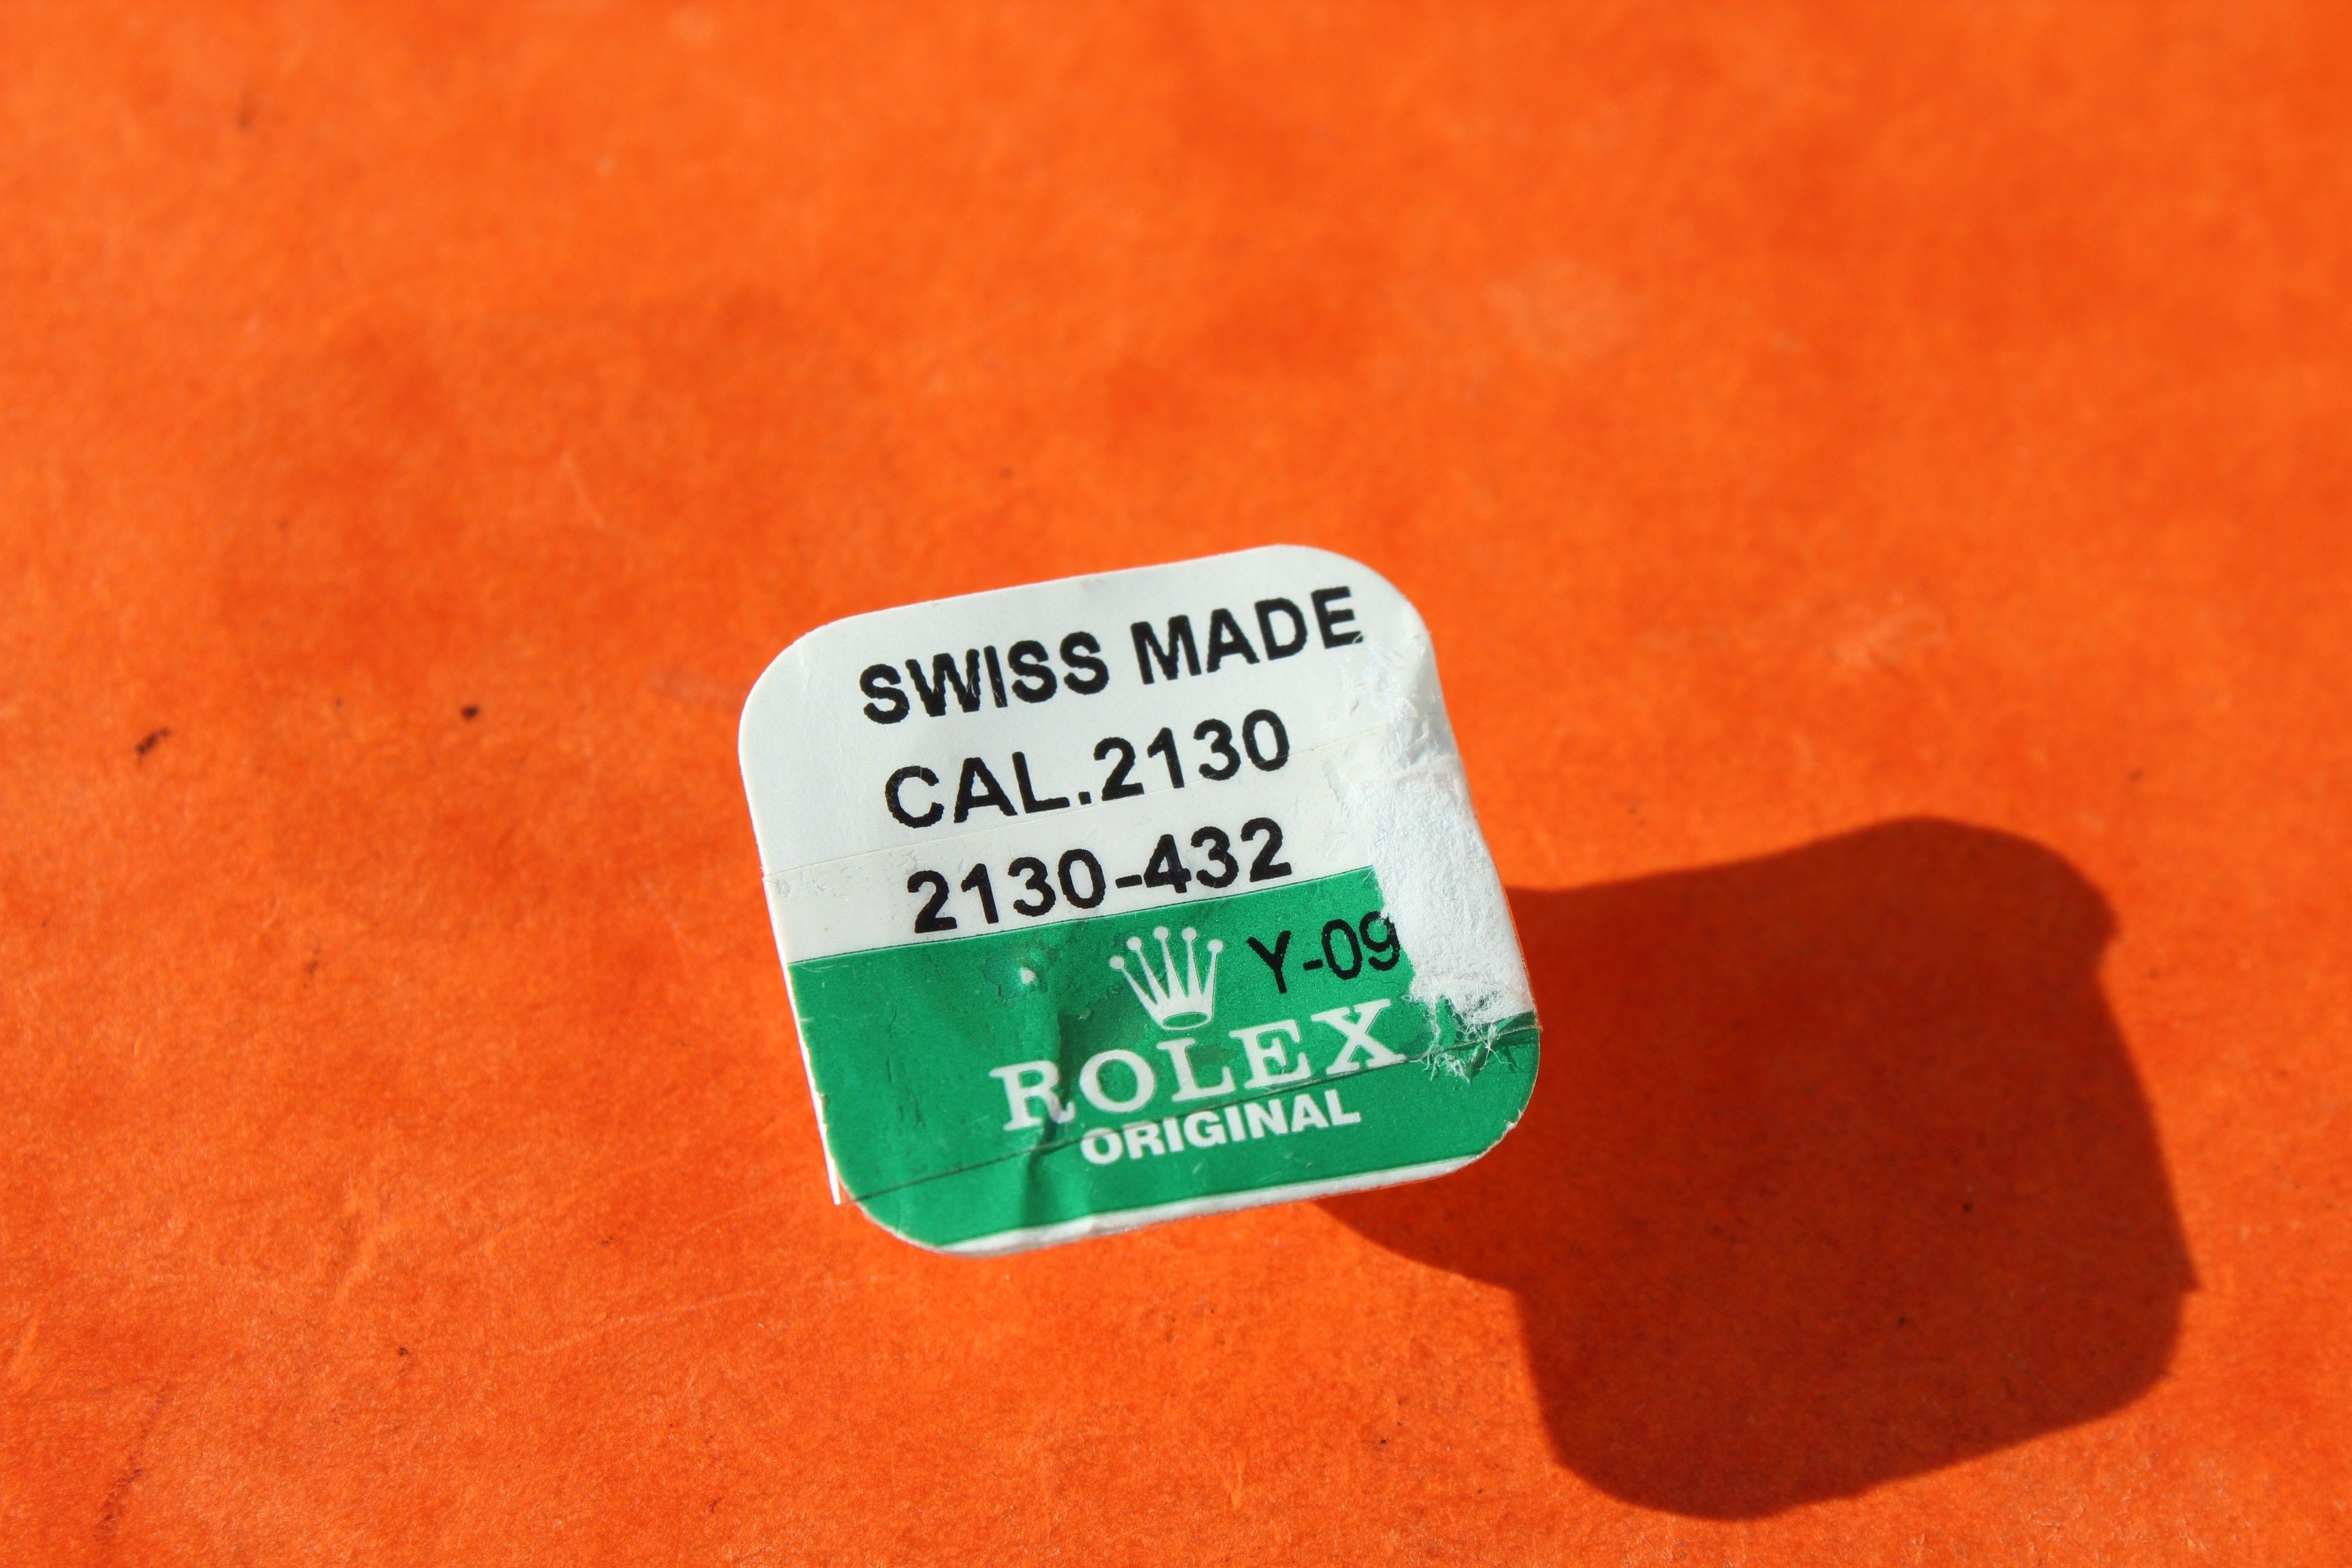 SWISS MADE
CAL.2130
2130-432
Y-09
ROLEX
ORIGINAL